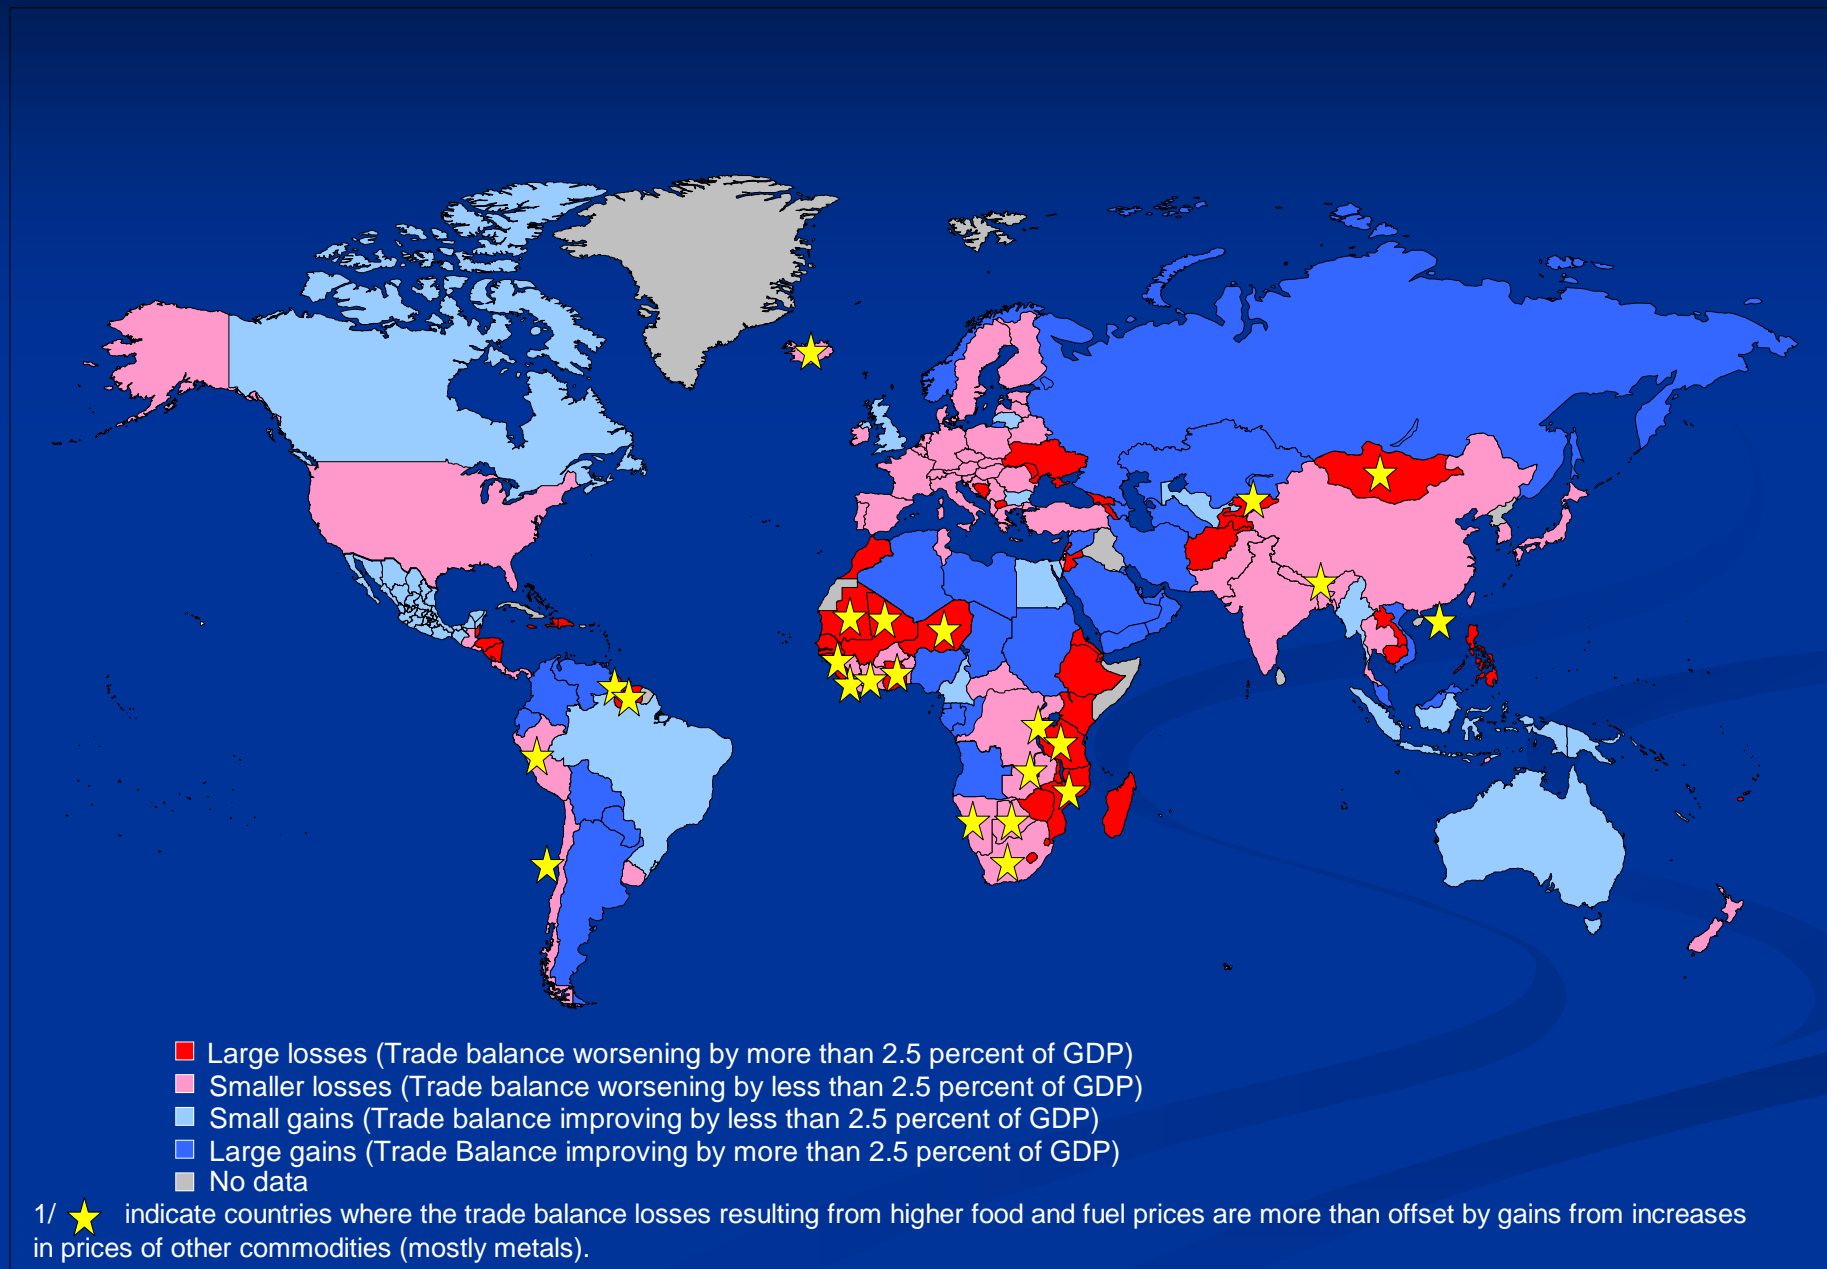 Large losses (Trade balance worsening by more than 2.5 percent of GDP)
Smaller losses (Trade balance worsening by less than 2.5 percent of GDP)
Small gains (Trade balance improving by less than 2.5 percent of GDP)
Large gains (Trade Balance improving by more than 2.5 percent of GDP)
No data
1/ indicate countries where the trade balance losses resulting from higher food and fuel prices are more than offset by gains from increases
in prices of other commodities (mostly metals).